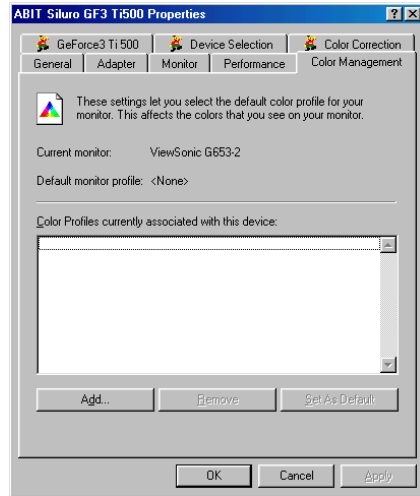 ABIT Siluro GF3 Ti500 Properties
GeForce3 Ti 500 Device Selection Color Correction
General Adapter Monitor Performance Color Management
These settings let you select the default color profile for your
monitor. This affects the colors that you see on your monitor.
Current monitor: ViewSonic G653-2
Default monitor profile: <None>
Color Profiles currently associated with this device:
Add... Remove Set As Default
OK Cancel Apply